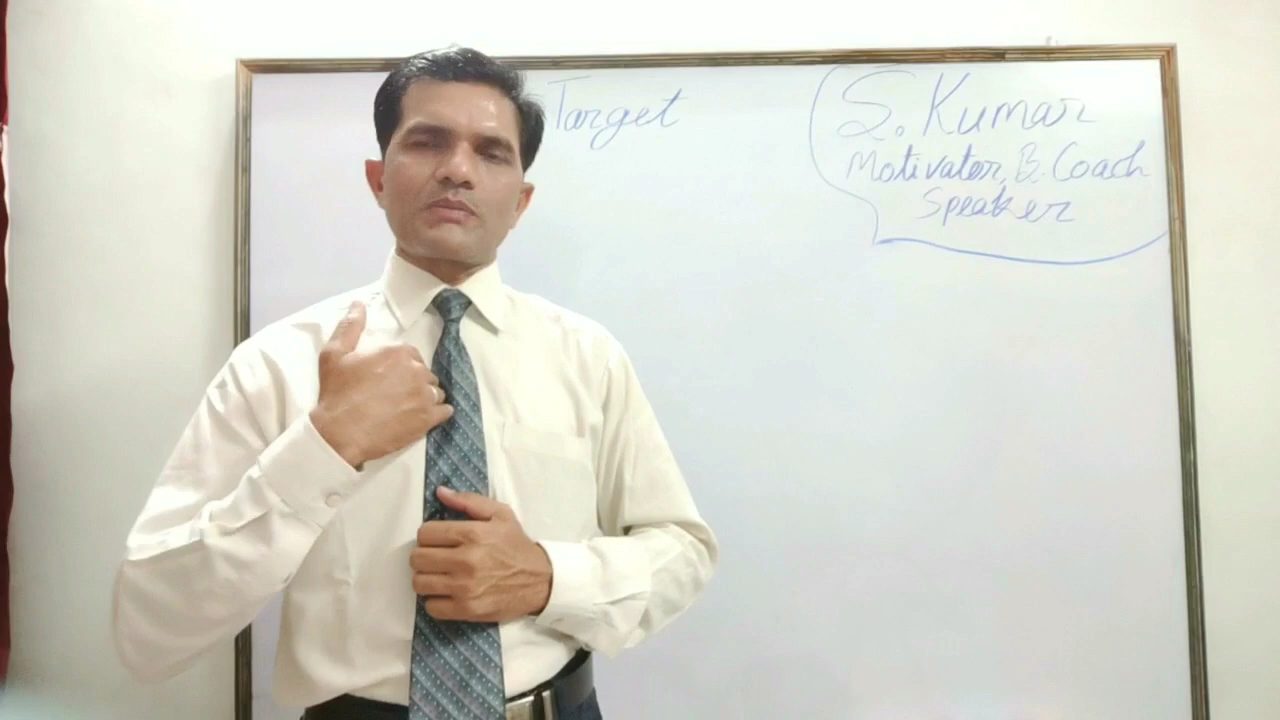 Target
S. Kumar
Motivator, B. Coach
Speaker